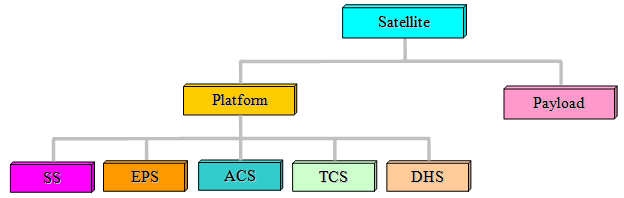 Satellite
Platform
Payload
SS
EPS
ACS
TCS
DHS